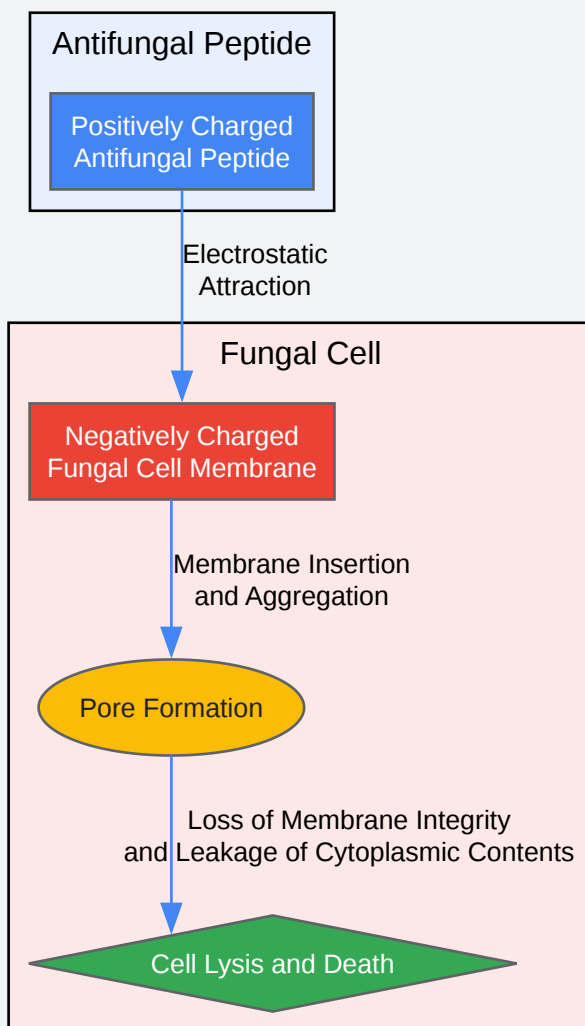 Antifungal Peptide
Positively Charged
Antifungal Peptide
Electrostatic
Attraction
Fungal Cell
Negatively Charged
Fungal Cell Membrane
Membrane Insertion
and Aggregation
Pore Formation
Loss of Membrane Integrity
and Leakage of Cytoplasmic Contents
Cell Lysis and Death